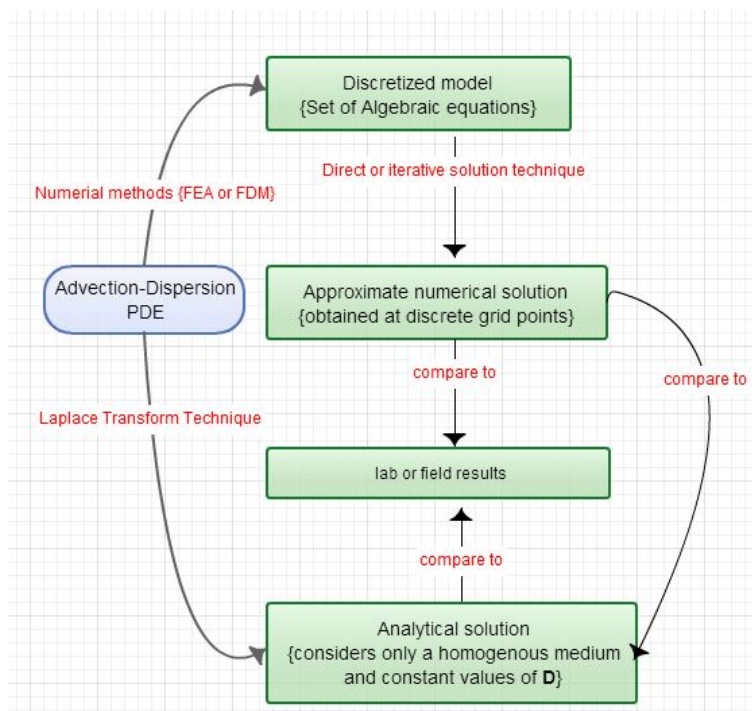 Discretized model
{Set of Algebraic equations}
Direct or iterative solution technique
Numerial methods {FEA or FDM}
Advection-Dispersion
PDE
Approximate numerical solution
{obtained at discrete grid points}
compare to
compare to
Laplace Transform Technique
lab or field results
compare to
Analytical solution
{considers only a homogenous medium
and constant values of D}